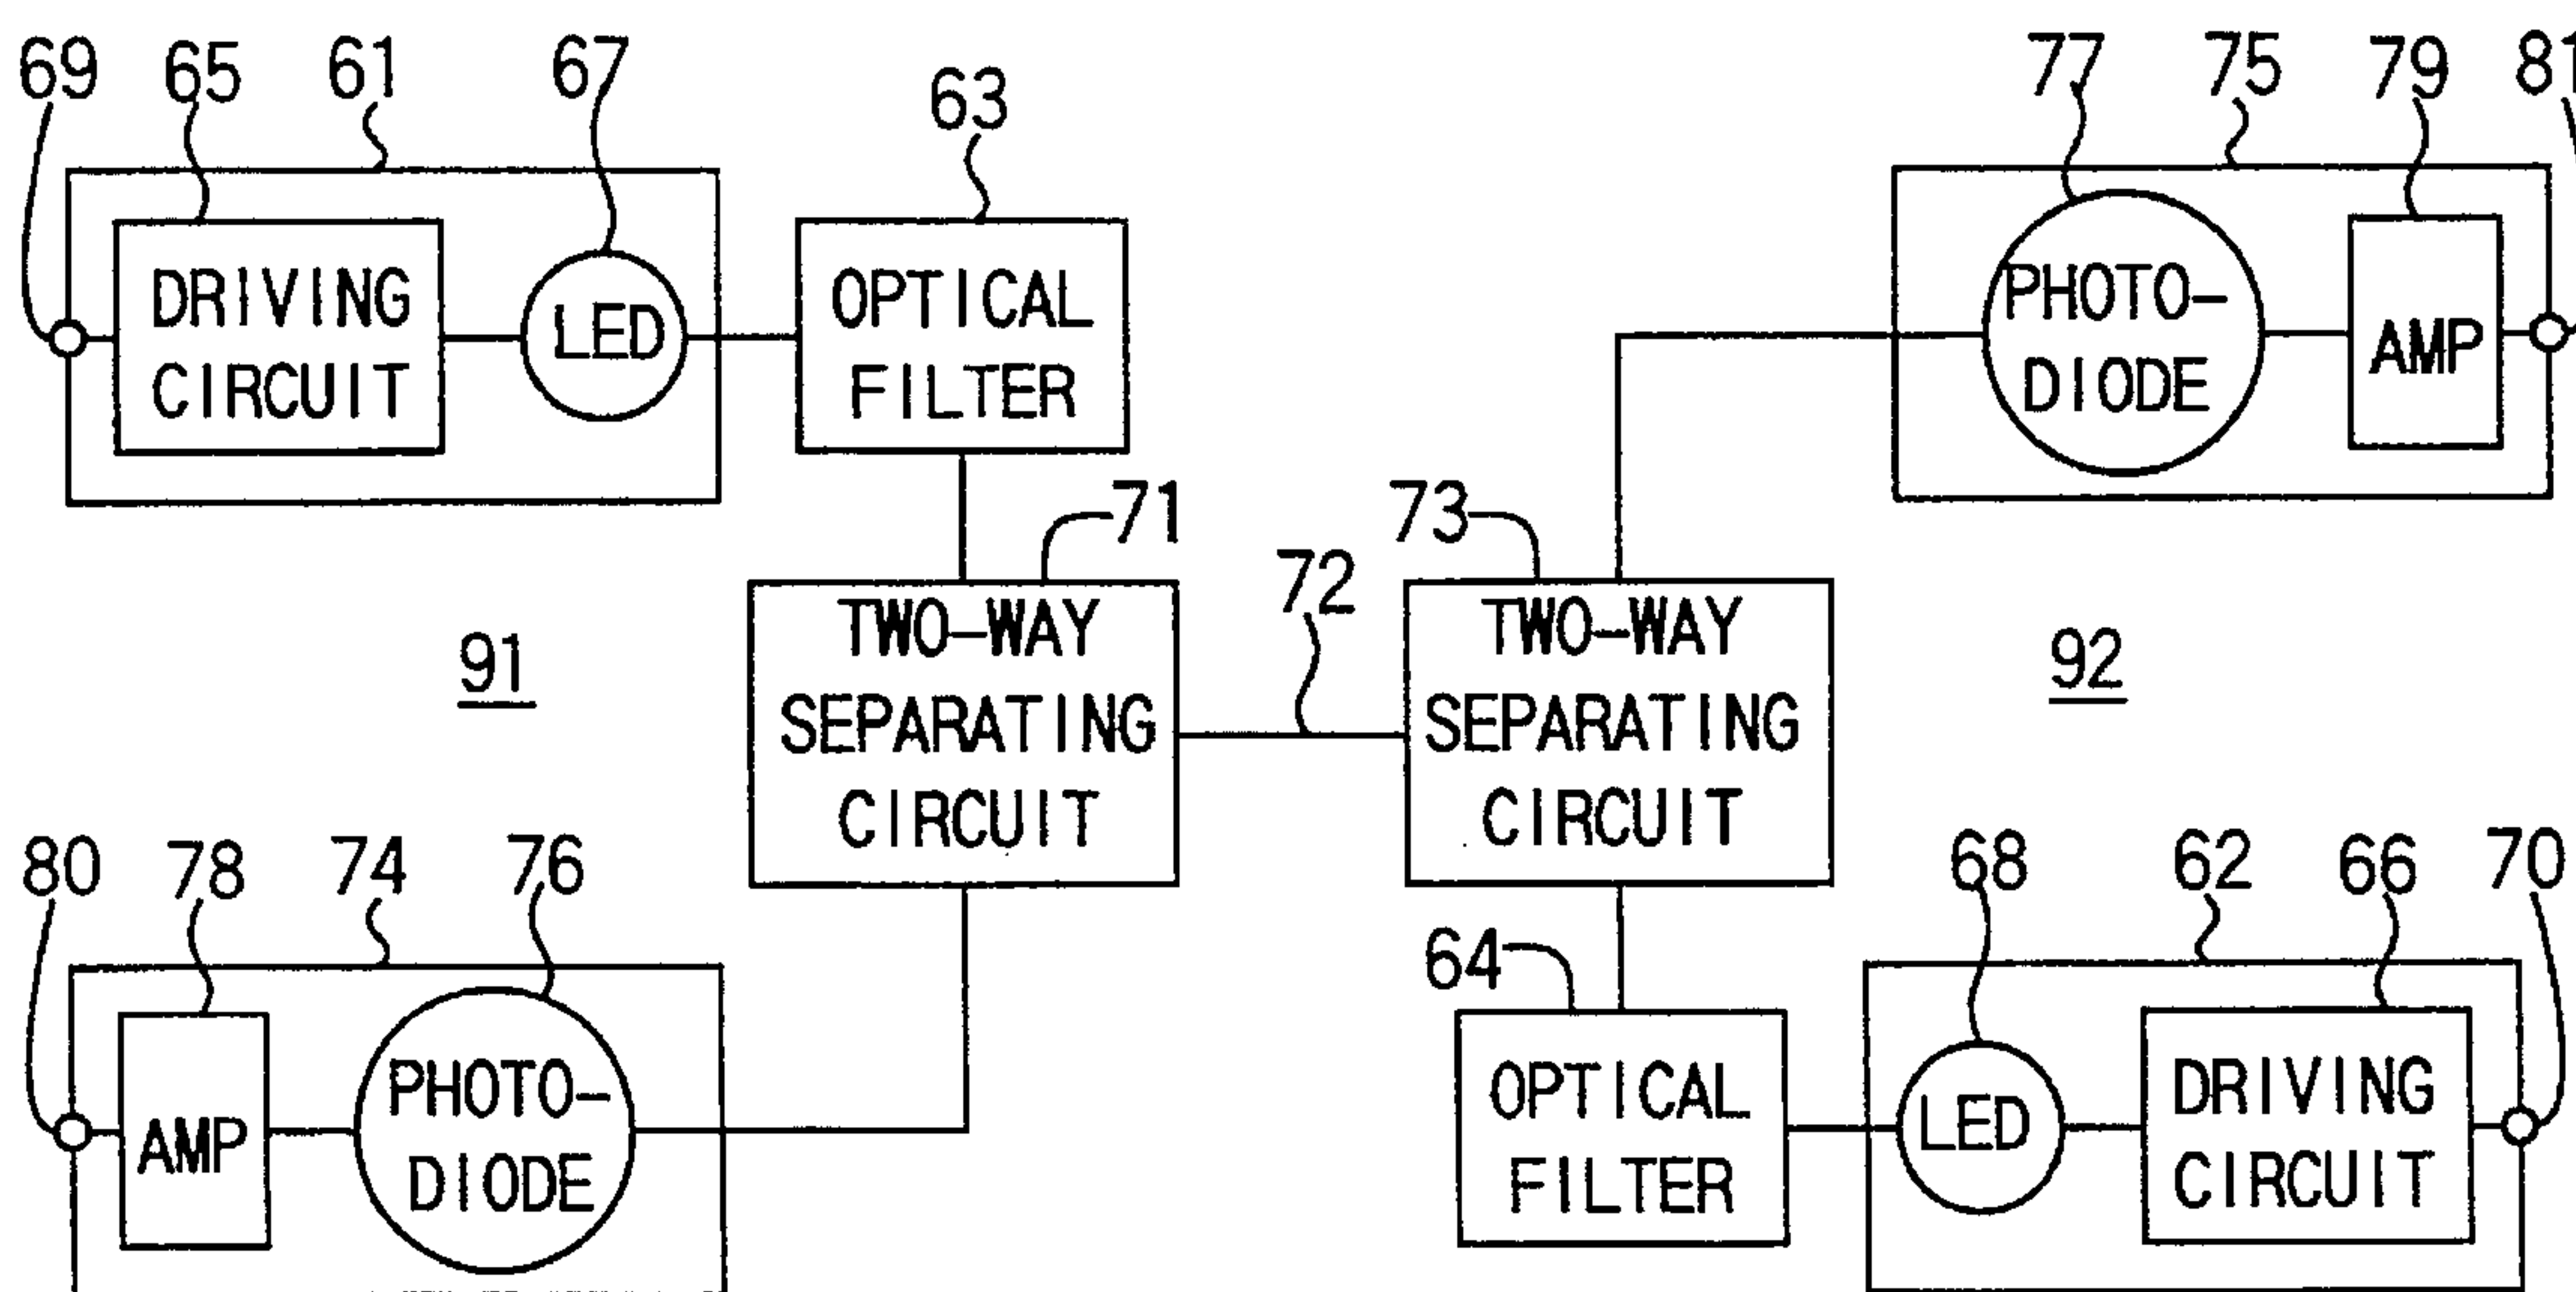 69 65 61 67 63 77 75 79 81
DRIVING
CIRCUIT
LED
OPTICAL
FILTER
PHOTO-
DIODE
AMP
71
73
72
TWO-WAY
SEPARATING
CIRCUIT
TWO-WAY
SEPARATING
CIRCUIT
91
92
80 78 74 76
64
68 62 66 70
AMP
PHOTO-
DIODE
OPTICAL
FILTER
LED
DRIVING
CIRCUIT